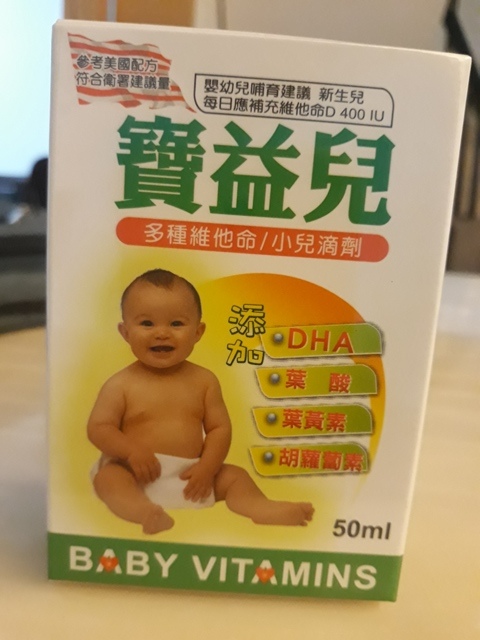 參考美國配方
符合衛署建議量
嬰幼兒哺育建議 新生兒
每日應補充維他命D 400 IU
寶益兒
多種維他命/小兒滴劑
添加
DHA
葉 酸
葉黃素
胡蘿蔔素
50ml
BABY VITAMINS